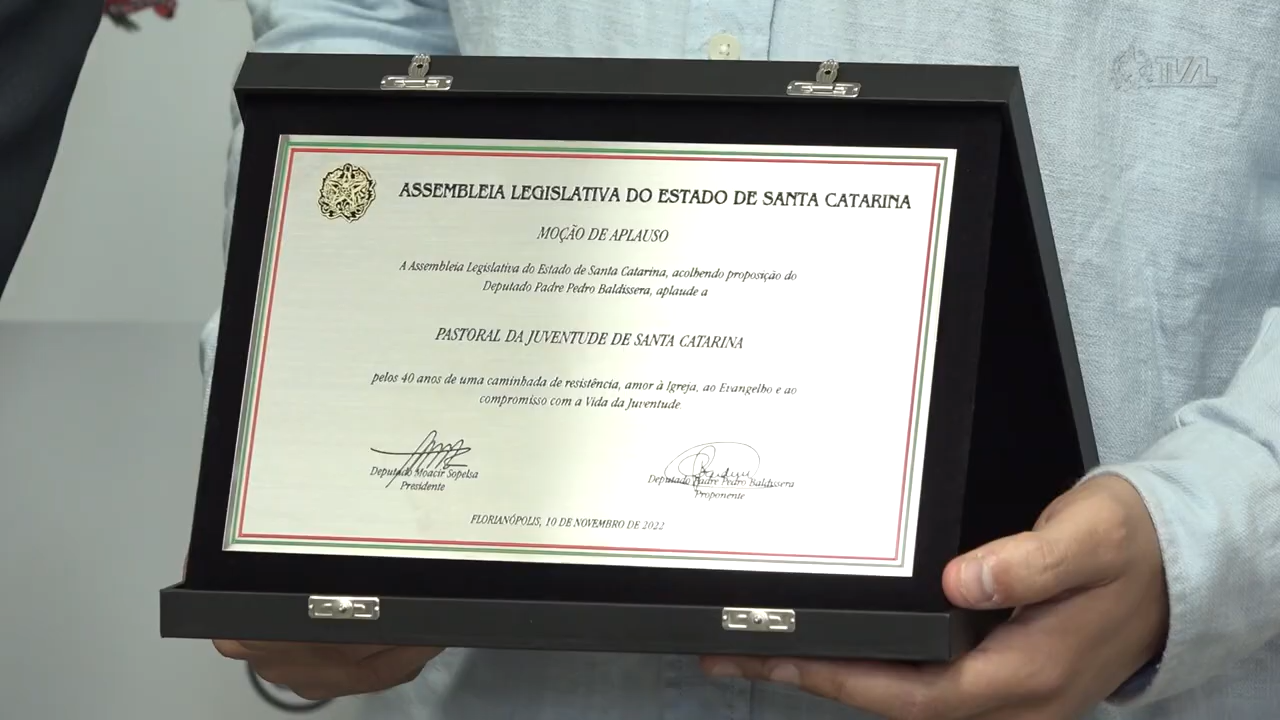 TVAL
ASSEMBLEIA LEGISLATIVA DO ESTADO DE SANTA CATARINA
MOÇÃO DE APLAUSO
A Assembleia Legislativa do Estado de Santa Catarina, acolhendo proposição do
Deputado Padre Pedro Baldissera, aplaude a
PASTORAL DA JUVENTUDE DE SANTA CATARINA
pelos 40 anos de uma caminhada de resistência, amor à Igreja, ao Evangelho e ao
compromisso com a Vida da Juventude.
Deputado Moacir Sopelsa
Presidente
Deputado Padre Pedro Baldissera
Proponente
FLORIANÓPOLIS, 10 DE NOVEMBRO DE 2022